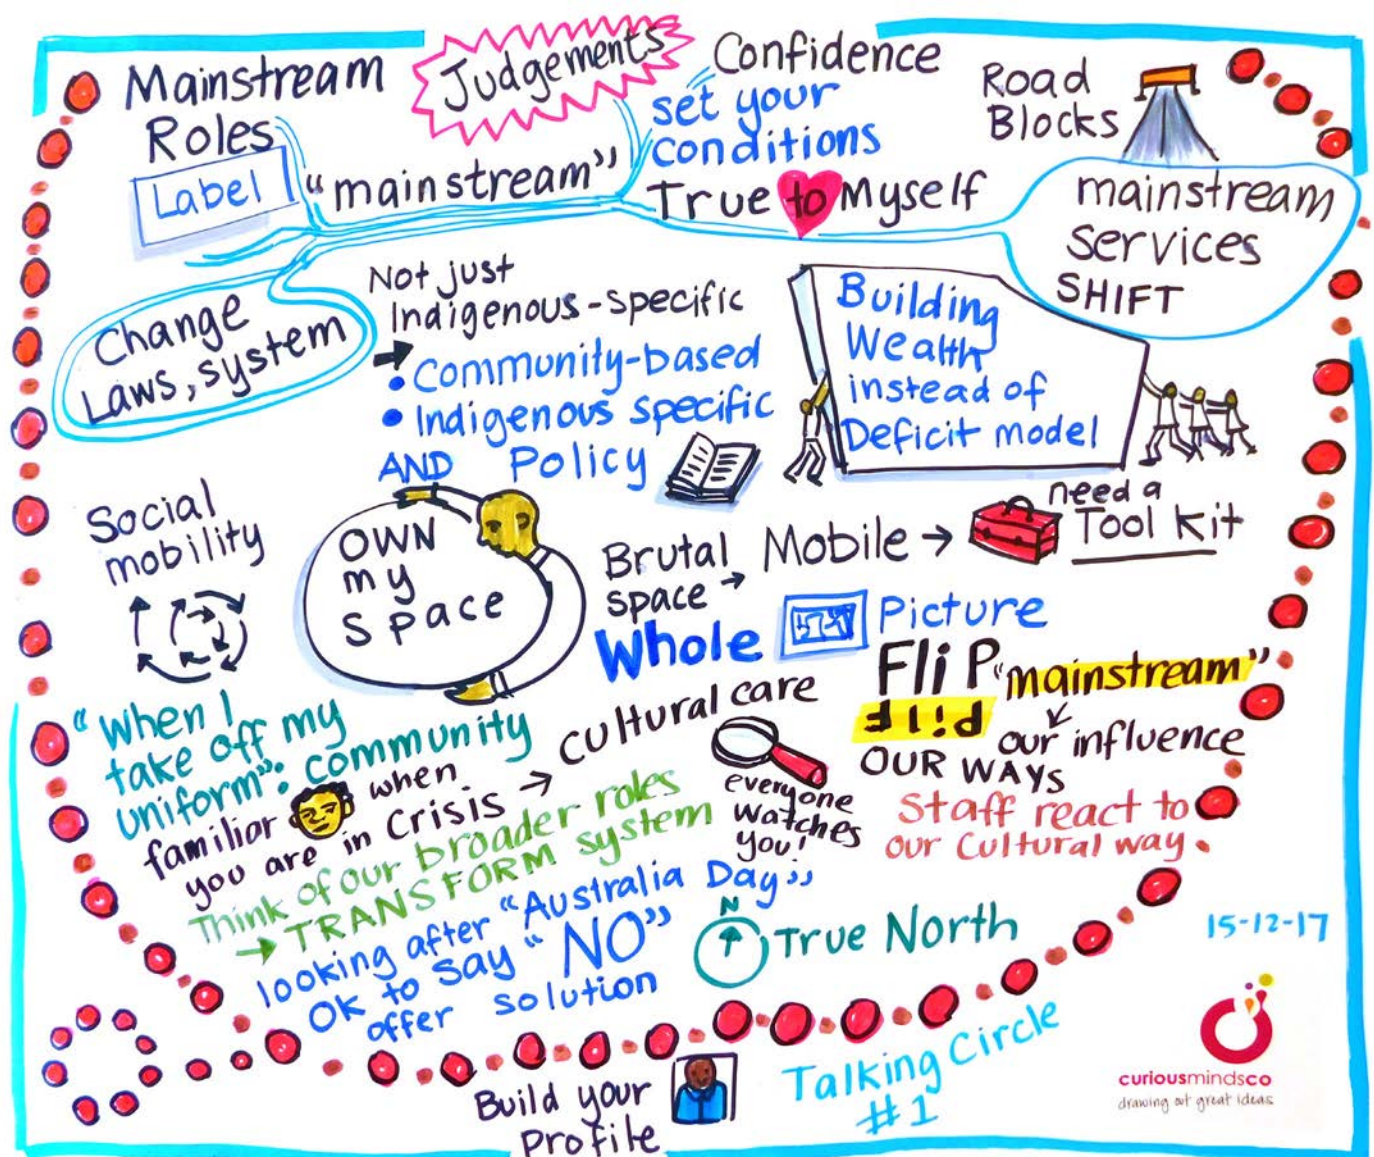 Mainstream
Roles
Label
Judgements
"mainstream"
Confidence
set your
conditions
True to Myself
Road
Blocks
mainstream
services
SHIFT
Change
Laws, system
Not just
Indigenous-specific
• Community-based
• Indigenous specific
AND Policy
Building
Wealth
instead of
Deficit model
Social
mobility
OWN
my
space
Brutal
space
Mobile
need a
Tool Kit
Whole Picture
"When I
take off my
uniform": community
familiar when
you are in crisis
cultural care
everyone
watches
you!
Flip "mainstream"
Flip
our influence
OUR WAYS
Staff react to
our Cultural way.
Think of our broader roles
TRANSFORM system
looking after "Australia Day"
OK to say "NO"
offer solution
N
True North
15-12-17
Build your
Profile
Talking Circle
#1
curiousmindsco
drawing out great ideas